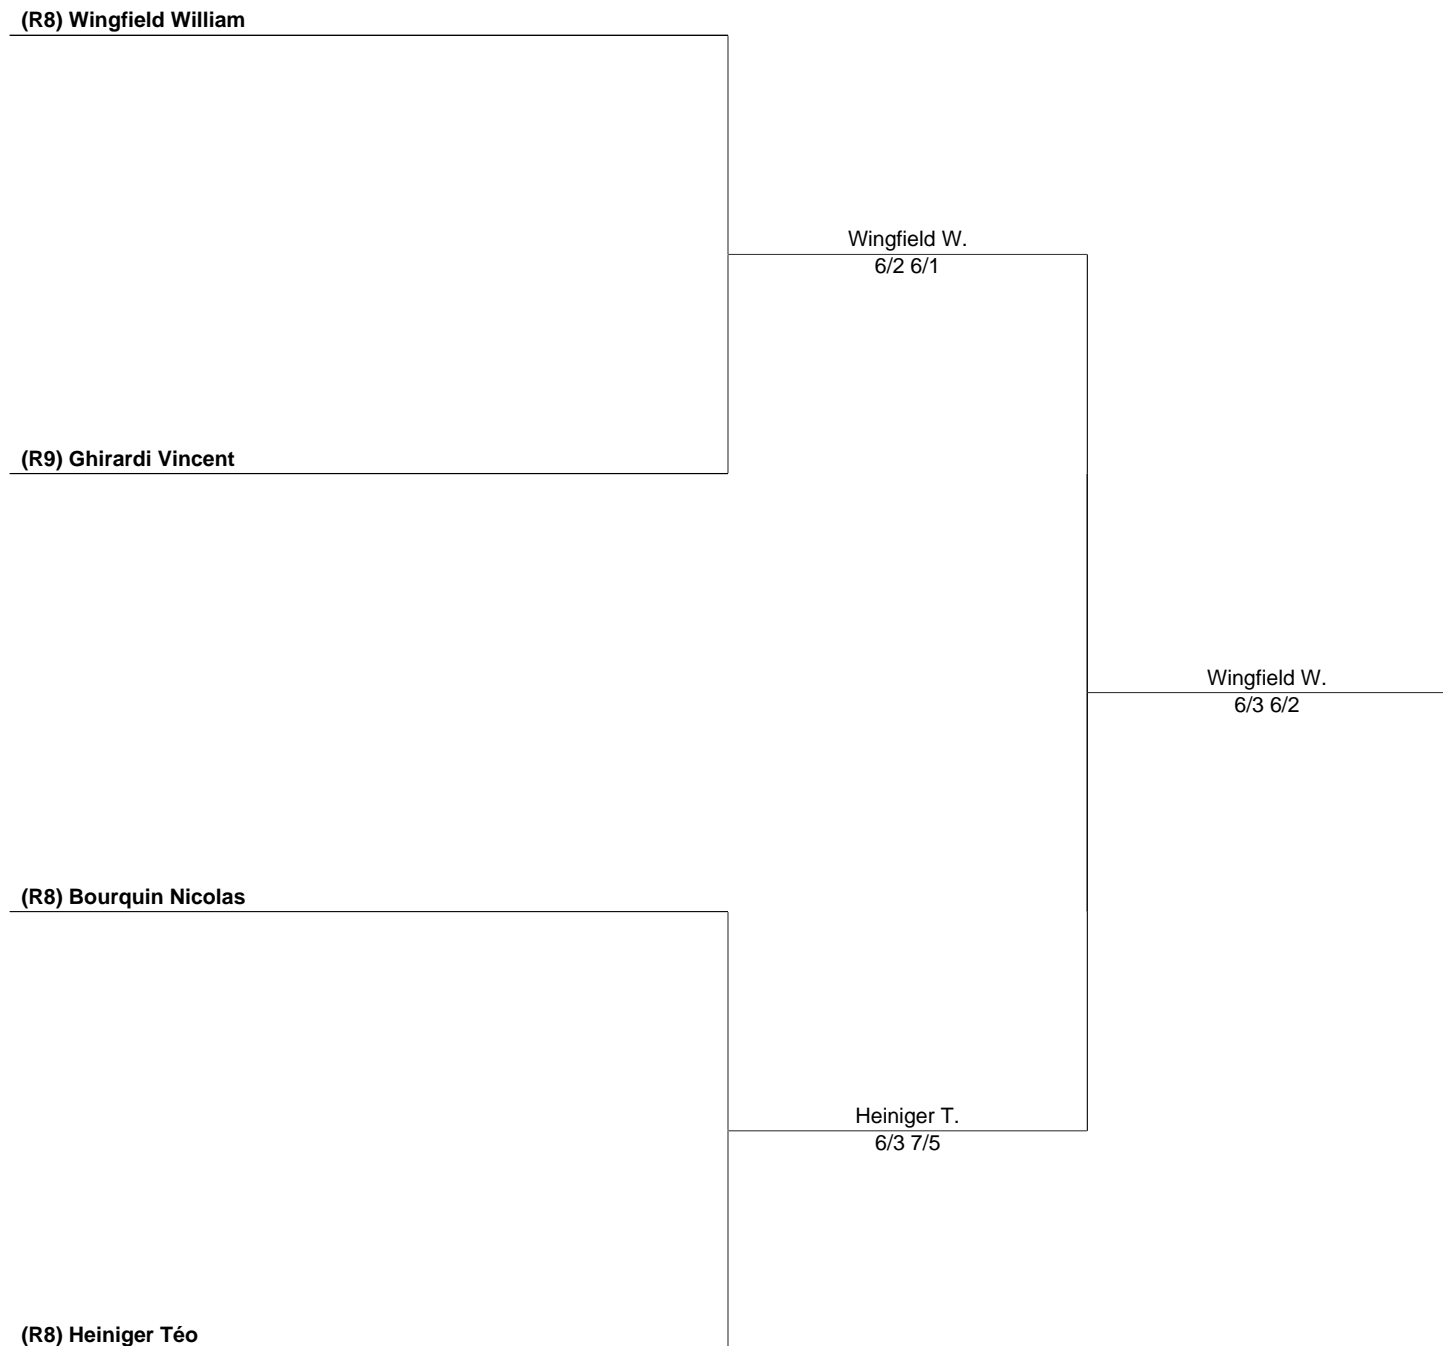 (R8) Wingfield William
Wingfield W.
6/2 6/1
(R9) Ghirardi Vincent
Wingfield W.
6/3 6/2
(R8) Bourquin Nicolas
Heiniger T.
6/3 7/5
(R8) Heiniger Téo